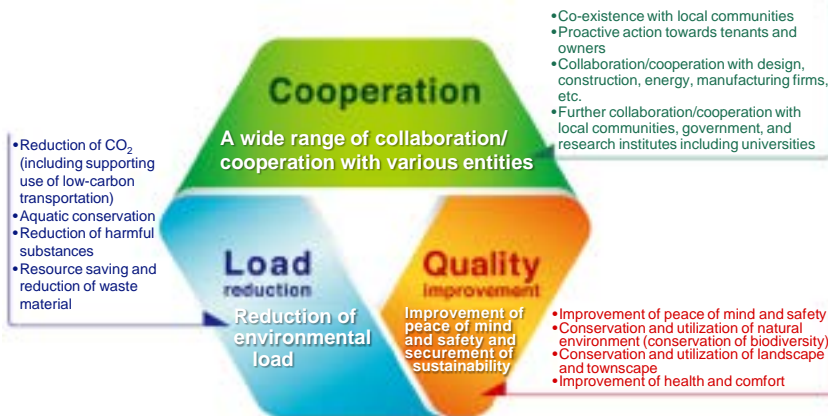 •Co-existence with local communities
•Proactive action towards tenants and
owners
•Collaboration/cooperation with design,
construction, energy, manufacturing firms,
etc.
•Further collaboration/cooperation with
local communities, government, and
research institutes including universities
Cooperation
A wide range of collaboration/
cooperation with various entities
•Reduction of CO₂
(including supporting
use of low-carbon
transportation)
•Aquatic conservation
•Reduction of harmful
substances
•Resource saving and
reduction of waste
material
Load
reduction
Reduction of
environmental
load
Quality
improvement
Improvement of
peace of mind
and safety and
securement of
sustainability
•Improvement of peace of mind and safety
•Conservation and utilization of natural
environment (conservation of biodiversity)
•Conservation and utilization of landscape
and townscape
•Improvement of health and comfort